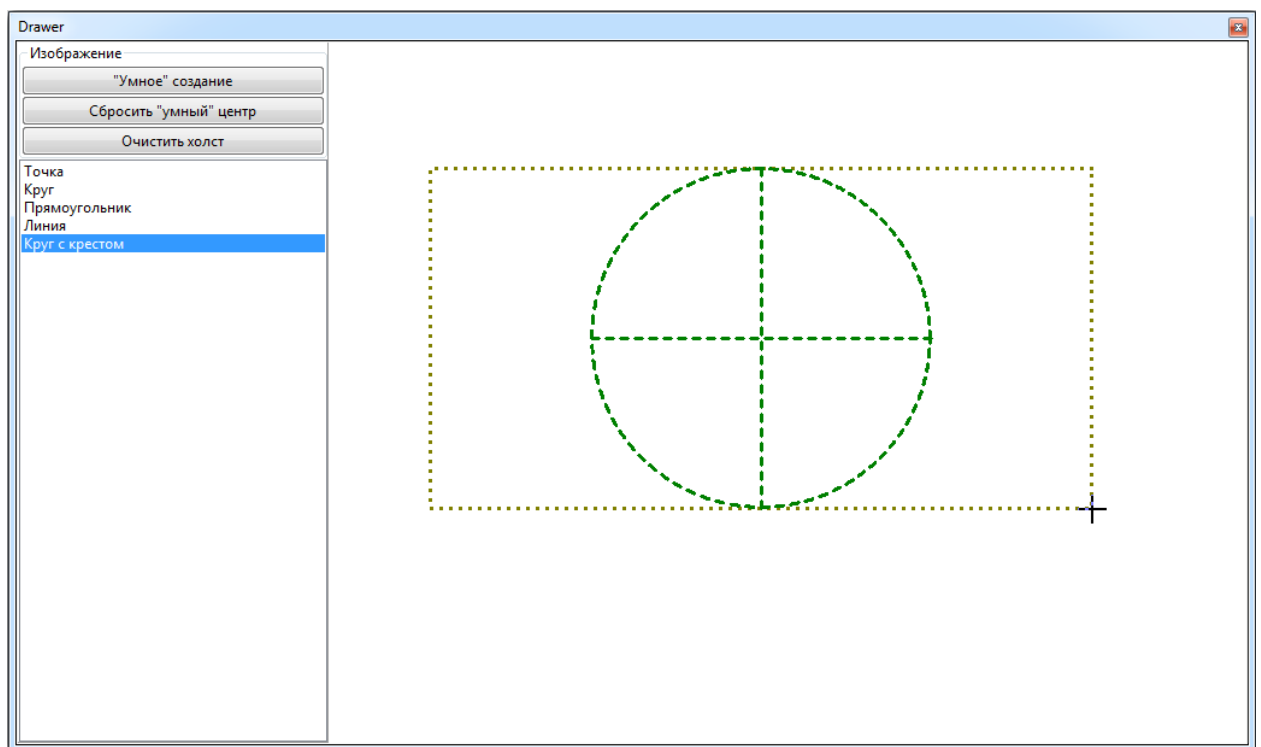 Drawer
Изображение
"Умное" создание
Сбросить "умный" центр
Очистить холст
Точка
Круг
Прямоугольник
Линия
Круг с крестом